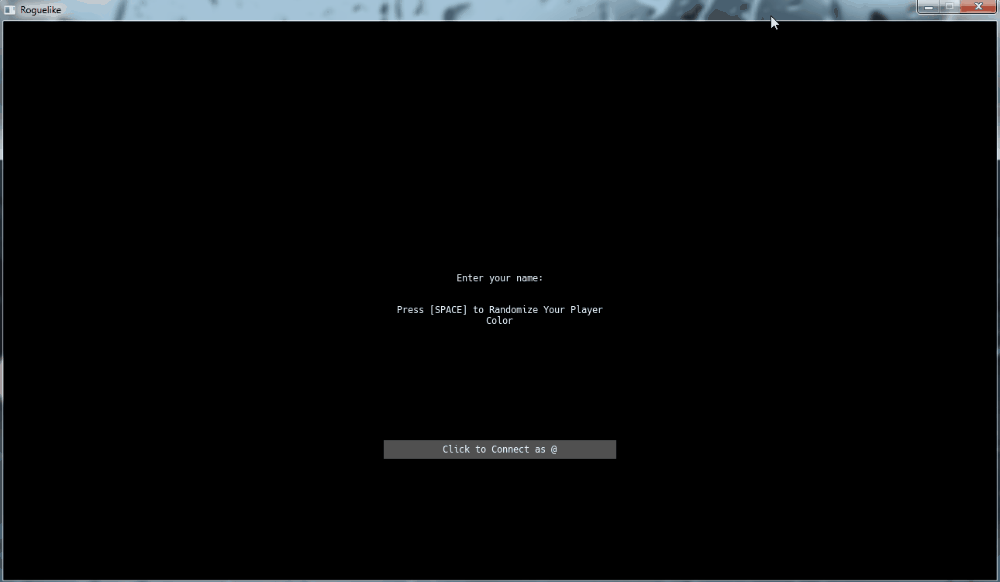 Roguelike
Enter your name:
Press [SPACE] to Randomize Your Player
Color
Click to Connect as @